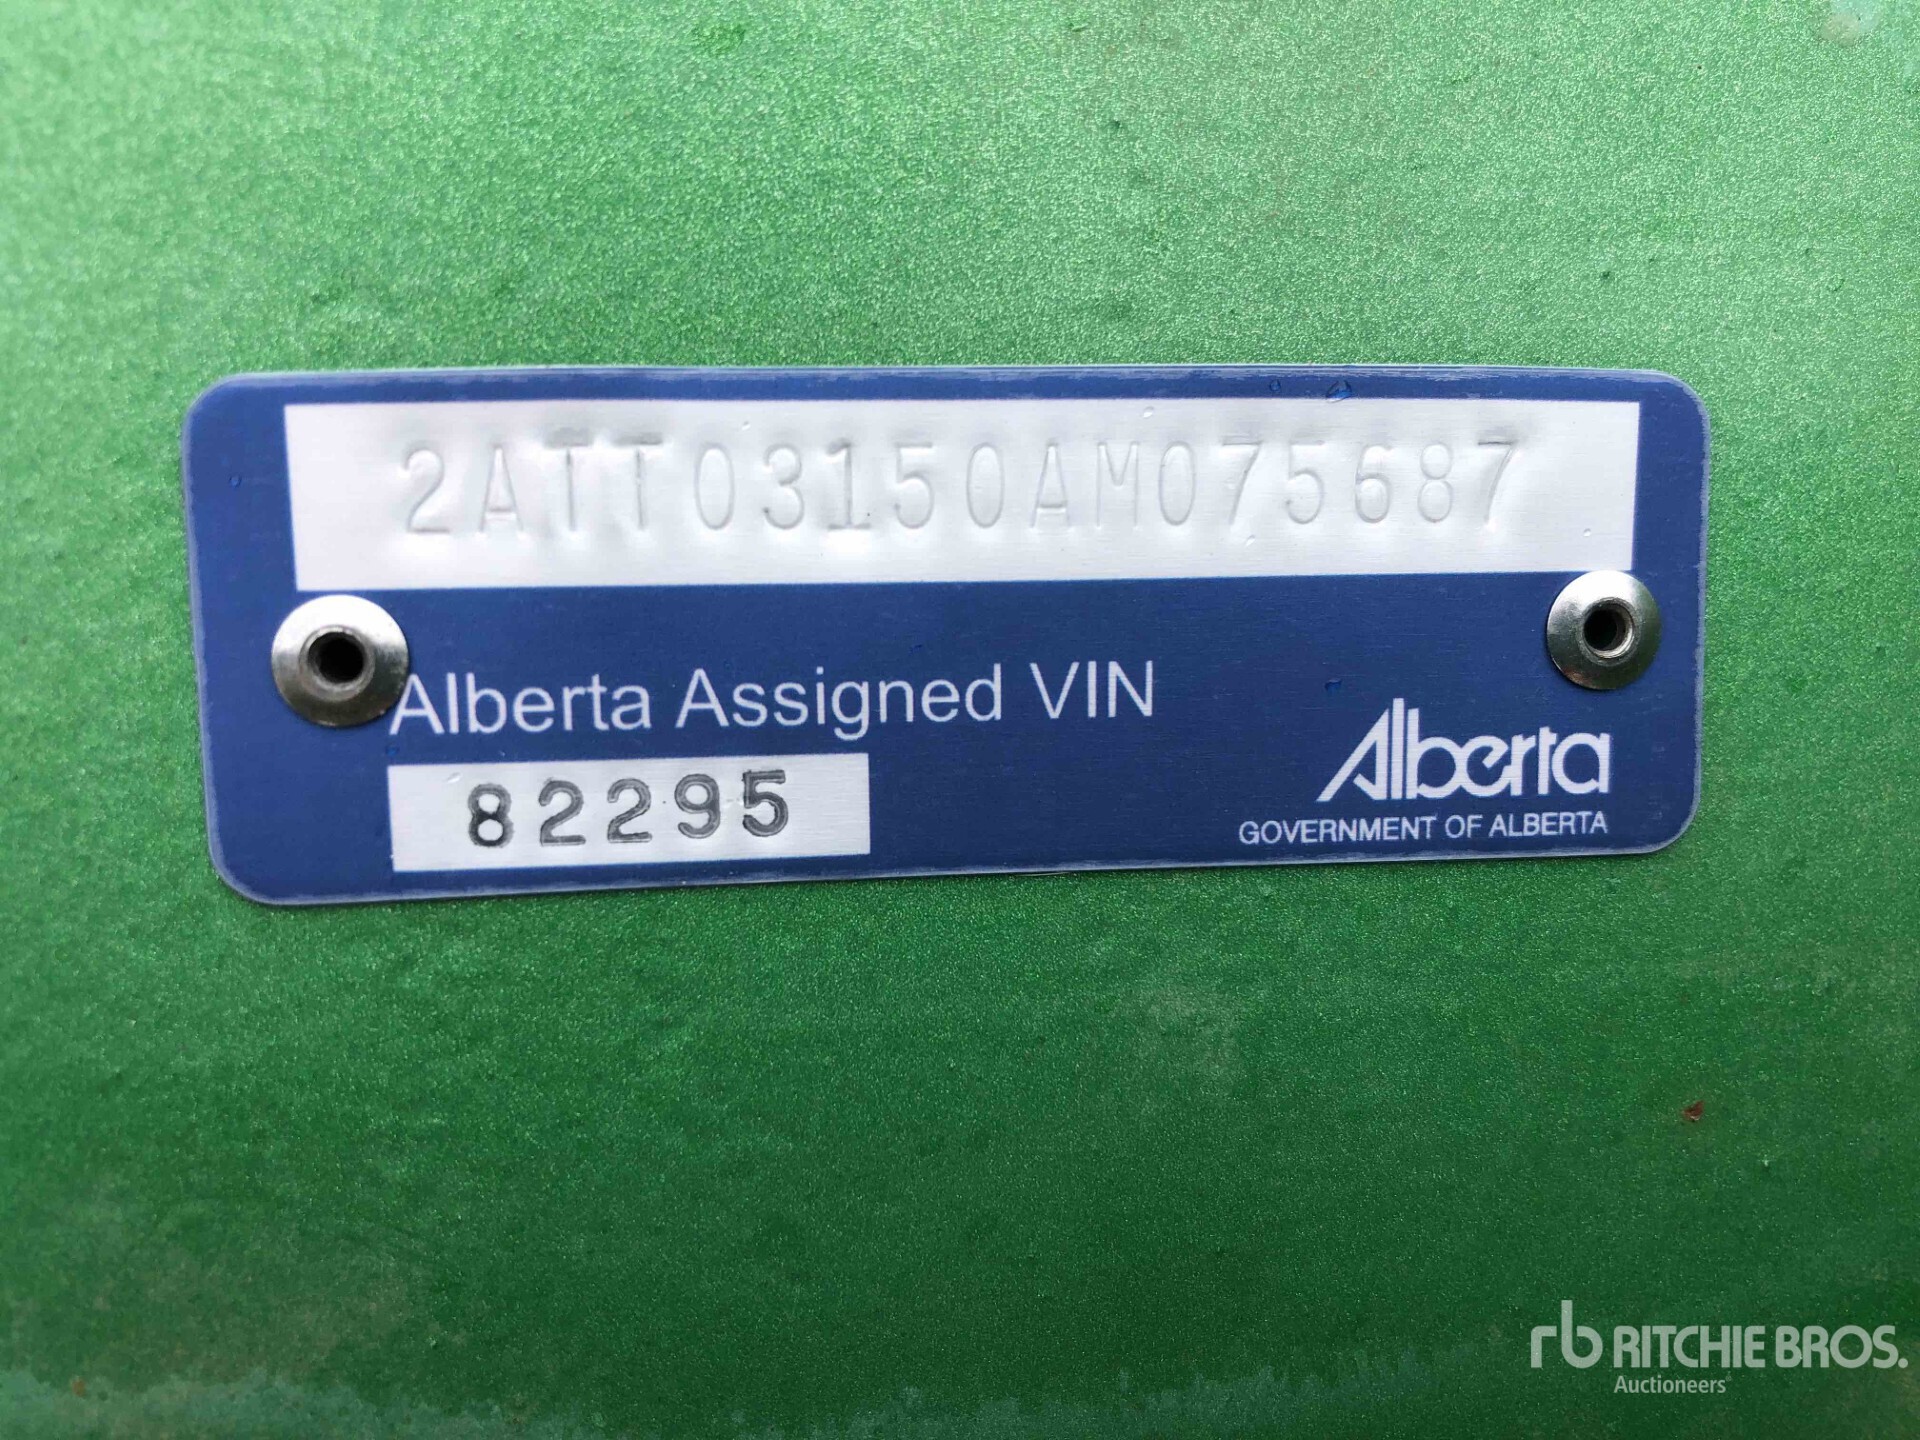 2ATT03150AM075687
Alberta Assigned VIN
82295
Alberta
GOVERNMENT OF ALBERTA
rb RITCHIE BROS.
Auctioneers